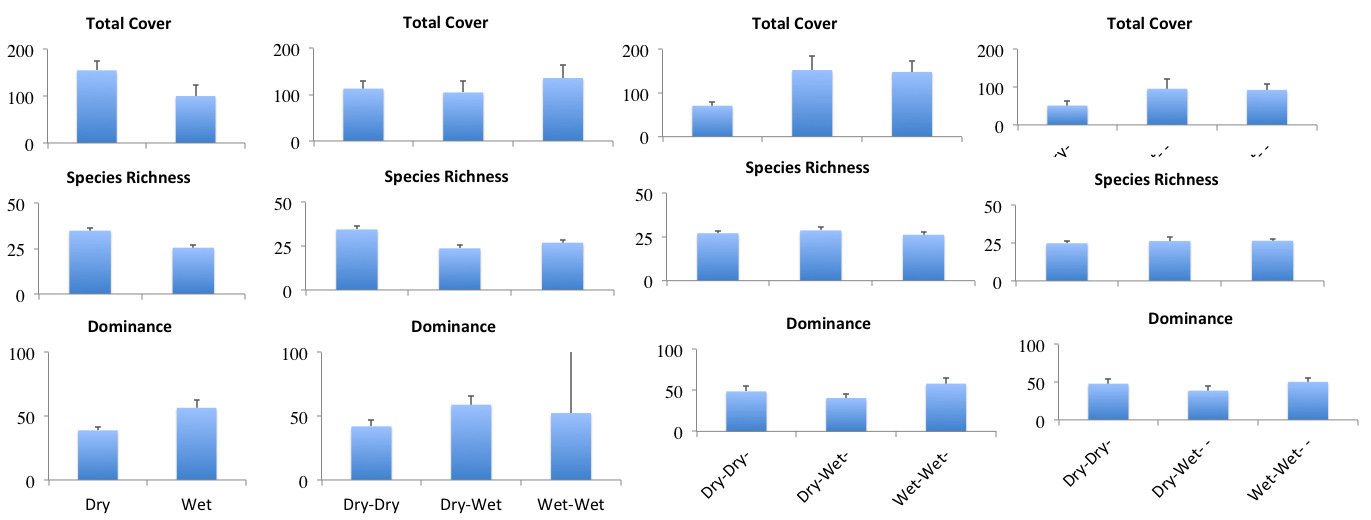 Total Cover
200
100
0
Total Cover
200
100
0
Total Cover
200
100
0
Total Cover
200
100
0
Species Richness
50
25
0
Species Richness
50
25
0
Species Richness
50
25
0
Species Richness
50
25
0
Dominance
100
50
0
Dry Wet
Dominance
100
50
0
Dry-Dry Dry-Wet Wet-Wet
Dominance
100
50
0
Dry-Dry- Dry-Wet- Wet-Wet-
Dominance
100
50
0
Dry-Dry- Dry-Wet- - Wet-Wet- -